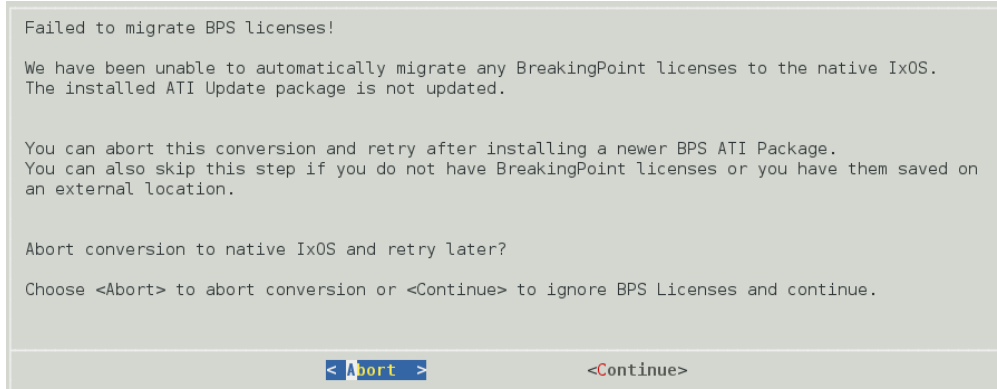 Failed to migrate BPS licenses!
We have been unable to automatically migrate any BreakingPoint licenses to the native IxOS.
The installed ATI Update package is not updated.
You can abort this conversion and retry after installing a newer BPS ATI Package.
You can also skip this step if you do not have BreakingPoint licenses or you have them saved on
an external location.
Abort conversion to native IxOS and retry later?
Choose <Abort> to abort conversion or <Continue> to ignore BPS Licenses and continue.
< Abort > <Continue>